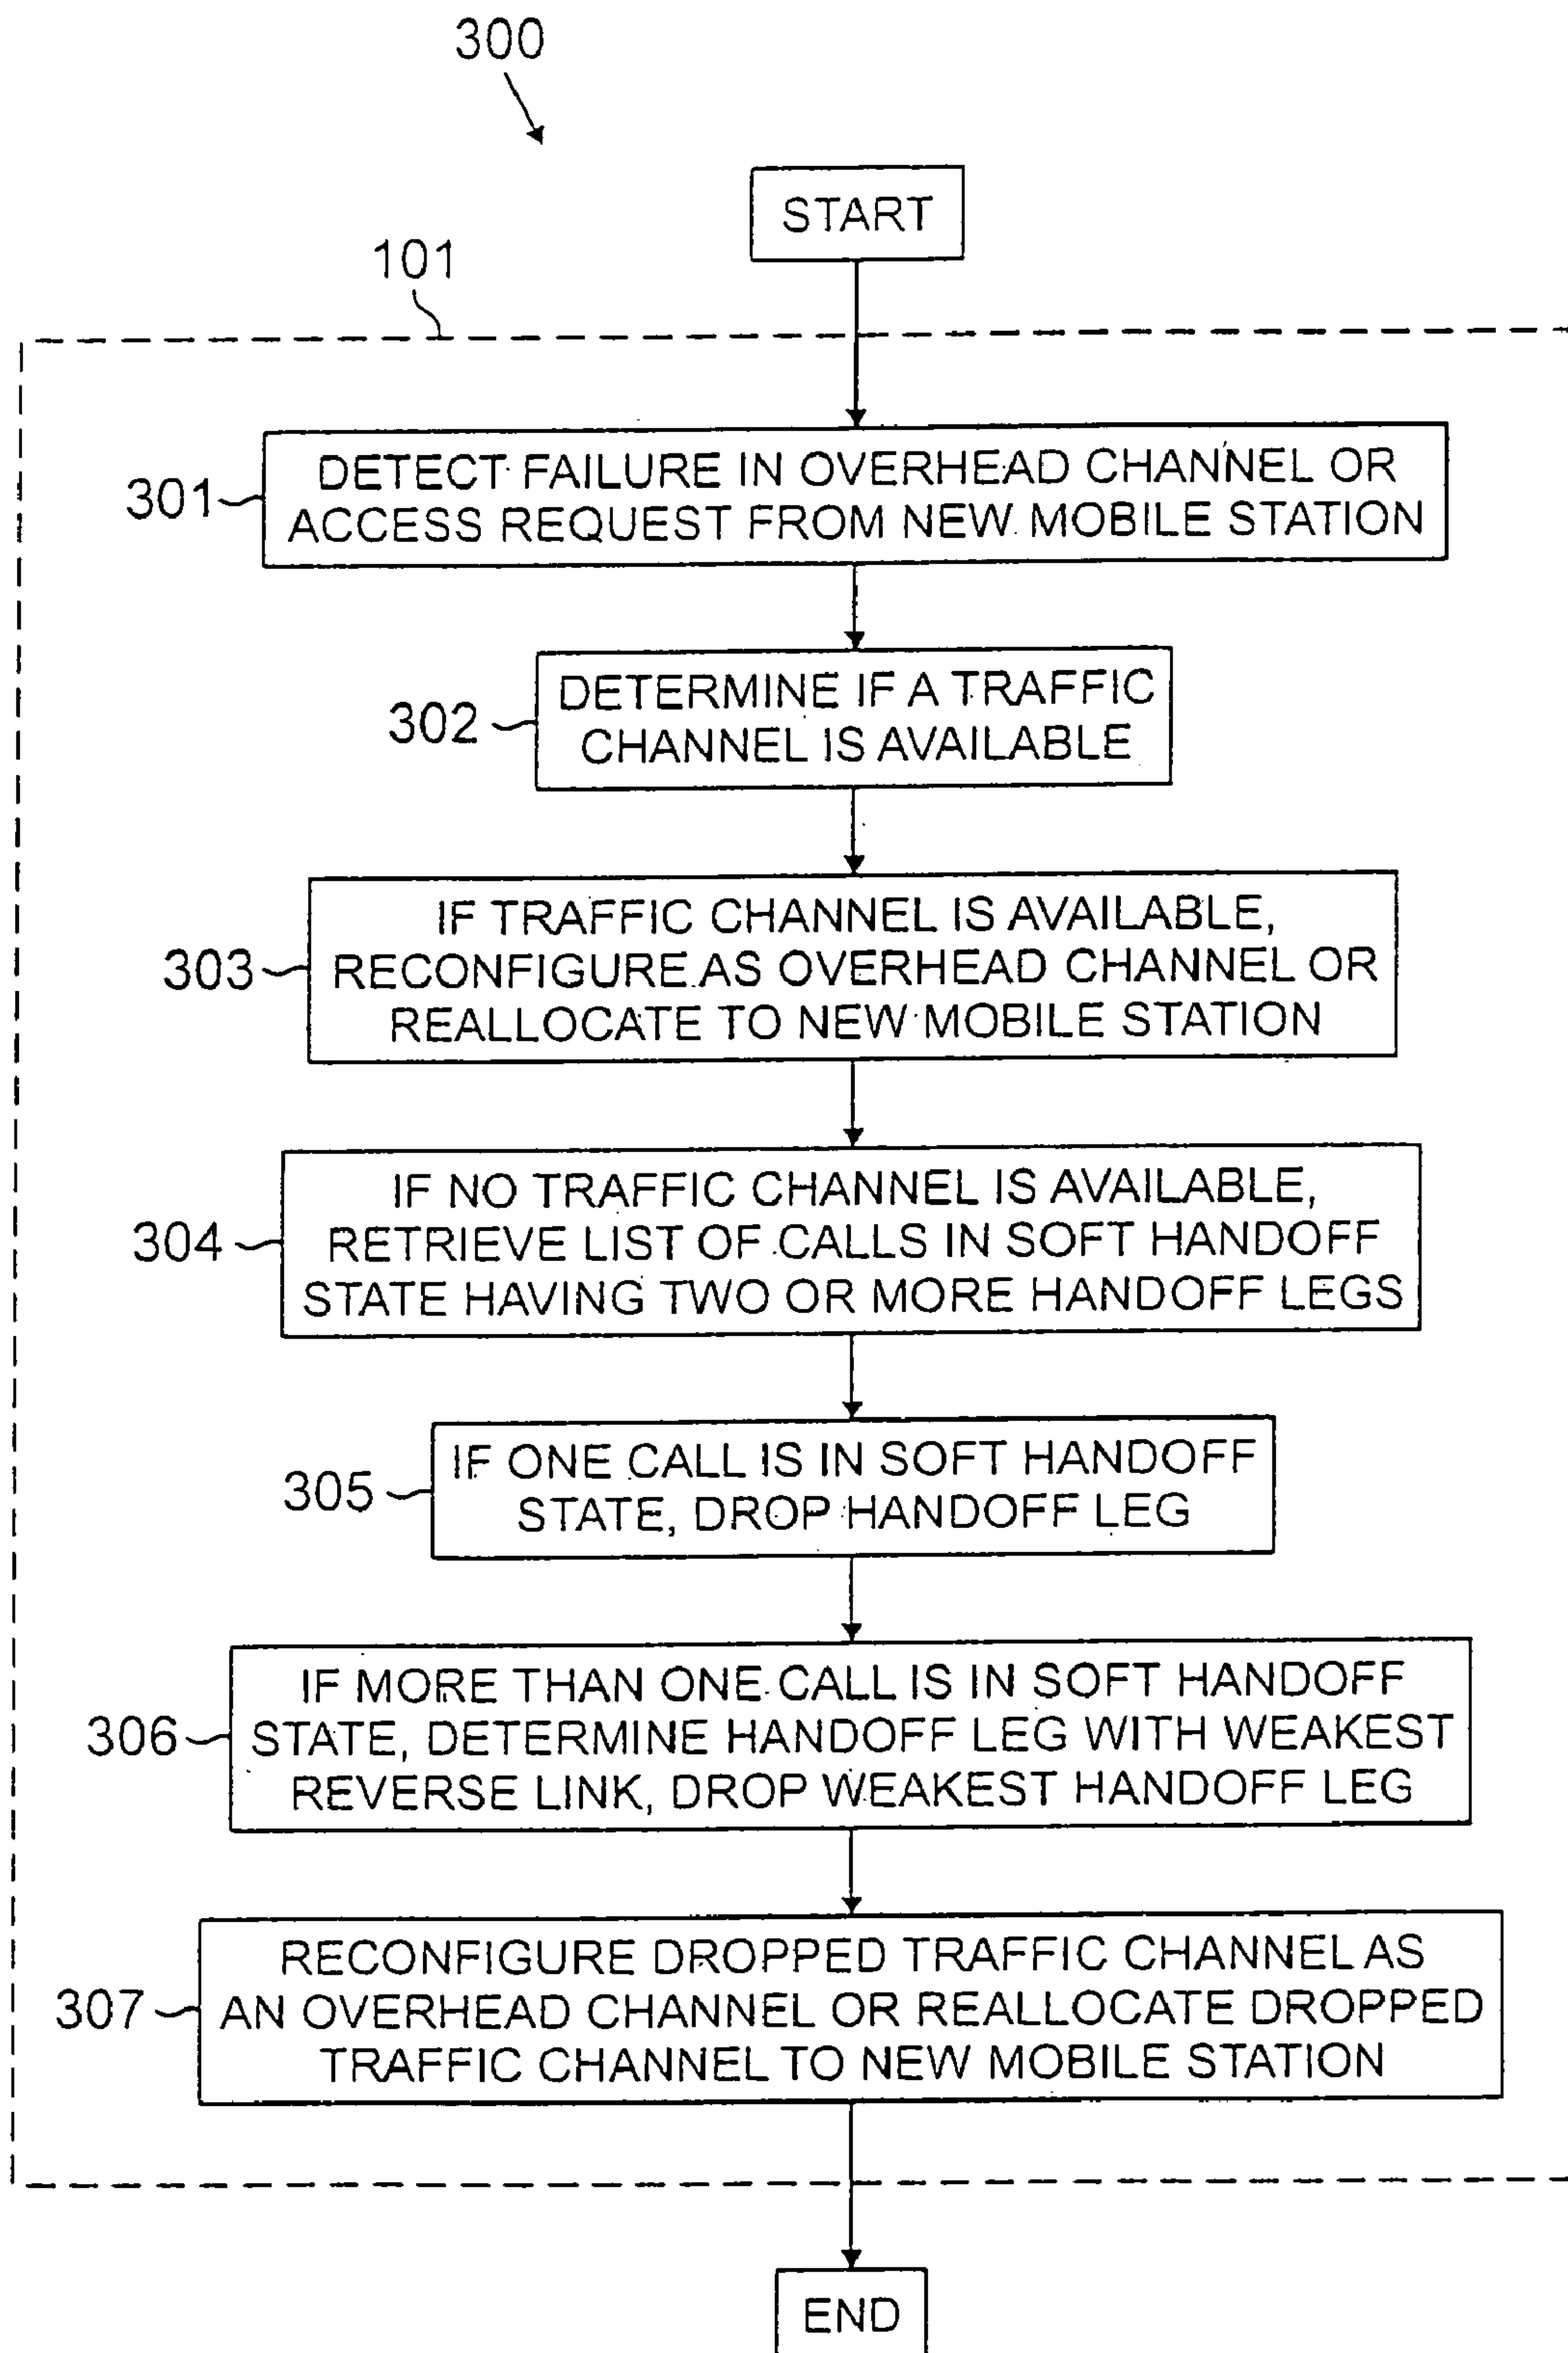 300
START
101
301
DETECT FAILURE IN OVERHEAD CHANNEL OR
ACCESS REQUEST FROM NEW MOBILE STATION
302
DETERMINE IF A TRAFFIC
CHANNEL IS AVAILABLE
303
IF TRAFFIC CHANNEL IS AVAILABLE,
RECONFIGURE AS OVERHEAD CHANNEL OR
REALLOCATE TO NEW MOBILE STATION
304
IF NO TRAFFIC CHANNEL IS AVAILABLE,
RETRIEVE LIST OF CALLS IN SOFT HANDOFF
STATE HAVING TWO OR MORE HANDOFF LEGS
305
IF ONE CALL IS IN SOFT HANDOFF
STATE, DROP HANDOFF LEG
306
IF MORE THAN ONE CALL IS IN SOFT HANDOFF
STATE, DETERMINE HANDOFF LEG WITH WEAKEST
REVERSE LINK, DROP WEAKEST HANDOFF LEG
307
RECONFIGURE DROPPED TRAFFIC CHANNEL AS
AN OVERHEAD CHANNEL OR REALLOCATE DROPPED
TRAFFIC CHANNEL TO NEW MOBILE STATION
END